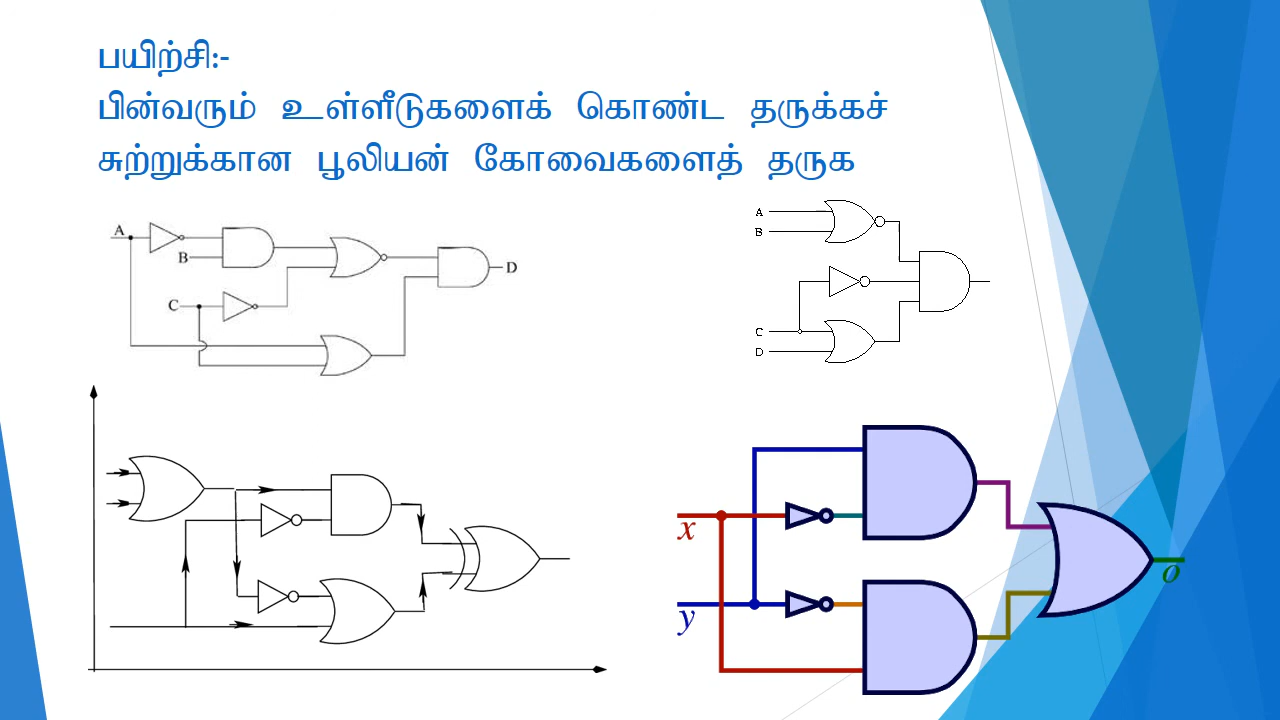 பயிற்சி:-
பின்வரும் உள்ளீடுகளைக் கொண்ட தருக்கச்
சுற்றுக்கான பூலியன் கோவைகளைத் தருக
A
B
C
D
A
B
C
D
x
y
o